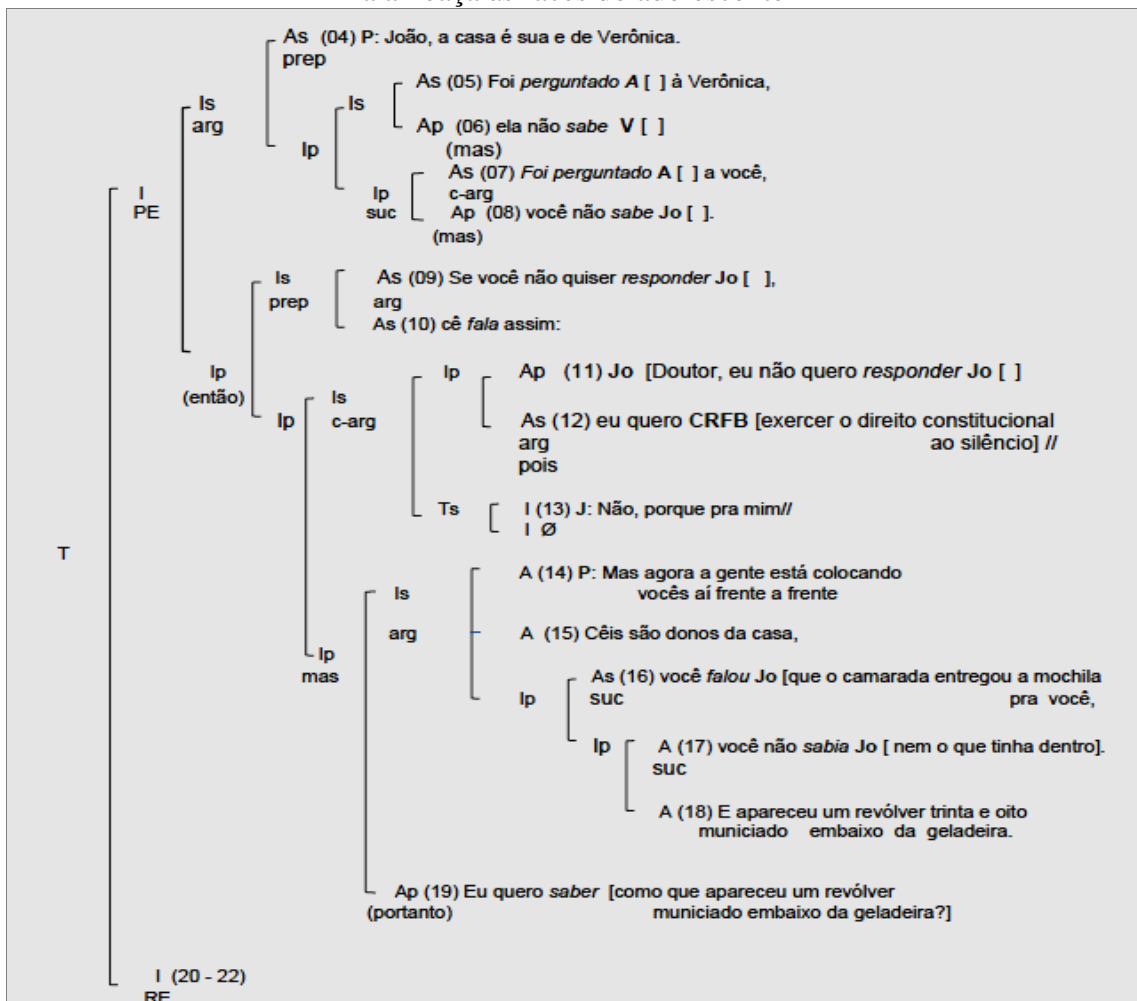 As (04) P: João, a casa é sua e de Verônica.
prep
Is
arg
As (05) Foi perguntado A [ ] à Verônica,
Is
Ap (06) ela não sabe V [ ]
(mas)
Ip
As (07) Foi perguntado A [ ] a você,
c-arg
Ip
suc
Ap (08) você não sabe Jo [ ].
(mas)
I
PE
Is
prep
As (09) Se você não quiser responder Jo [ ],
arg
As (10) cê fala assim:
Ip
(então)
Ip
Is
c-arg
Ip
Ap (11) Jo [Doutor, eu não quero responder Jo [ ]
As (12) eu quero CRFB [exercer o direito constitucional
arg ao silêncio] //
pois
Ts
I (13) J: Não, porque pra mim//
I Ø
T
Ip
mas
Is
arg
A (14) P: Mas agora a gente está colocando
vocês aí frente a frente
A (15) Cêis são donos da casa,
Ip
As (16) você falou Jo [que o camarada entregou a mochila
suc pra você,
Ip
A (17) você não sabia Jo [ nem o que tinha dentro].
suc
A (18) E apareceu um revólver trinta e oito
municiado embaixo da geladeira.
Ap (19) Eu quero saber [como que apareceu um revólver
(portanto) municiado embaixo da geladeira?]
I (20 - 22)
RE